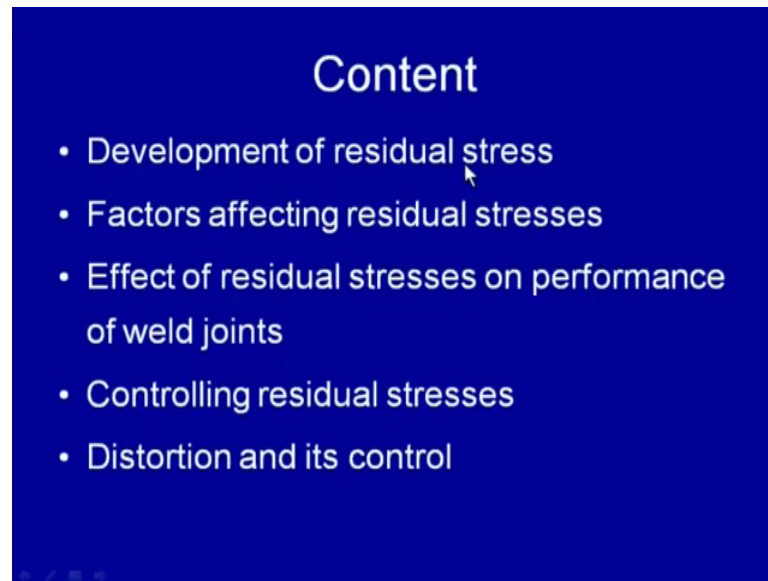 Content
• Development of residual stress
• Factors affecting residual stresses
• Effect of residual stresses on performance
of weld joints
• Controlling residual stresses
• Distortion and its control